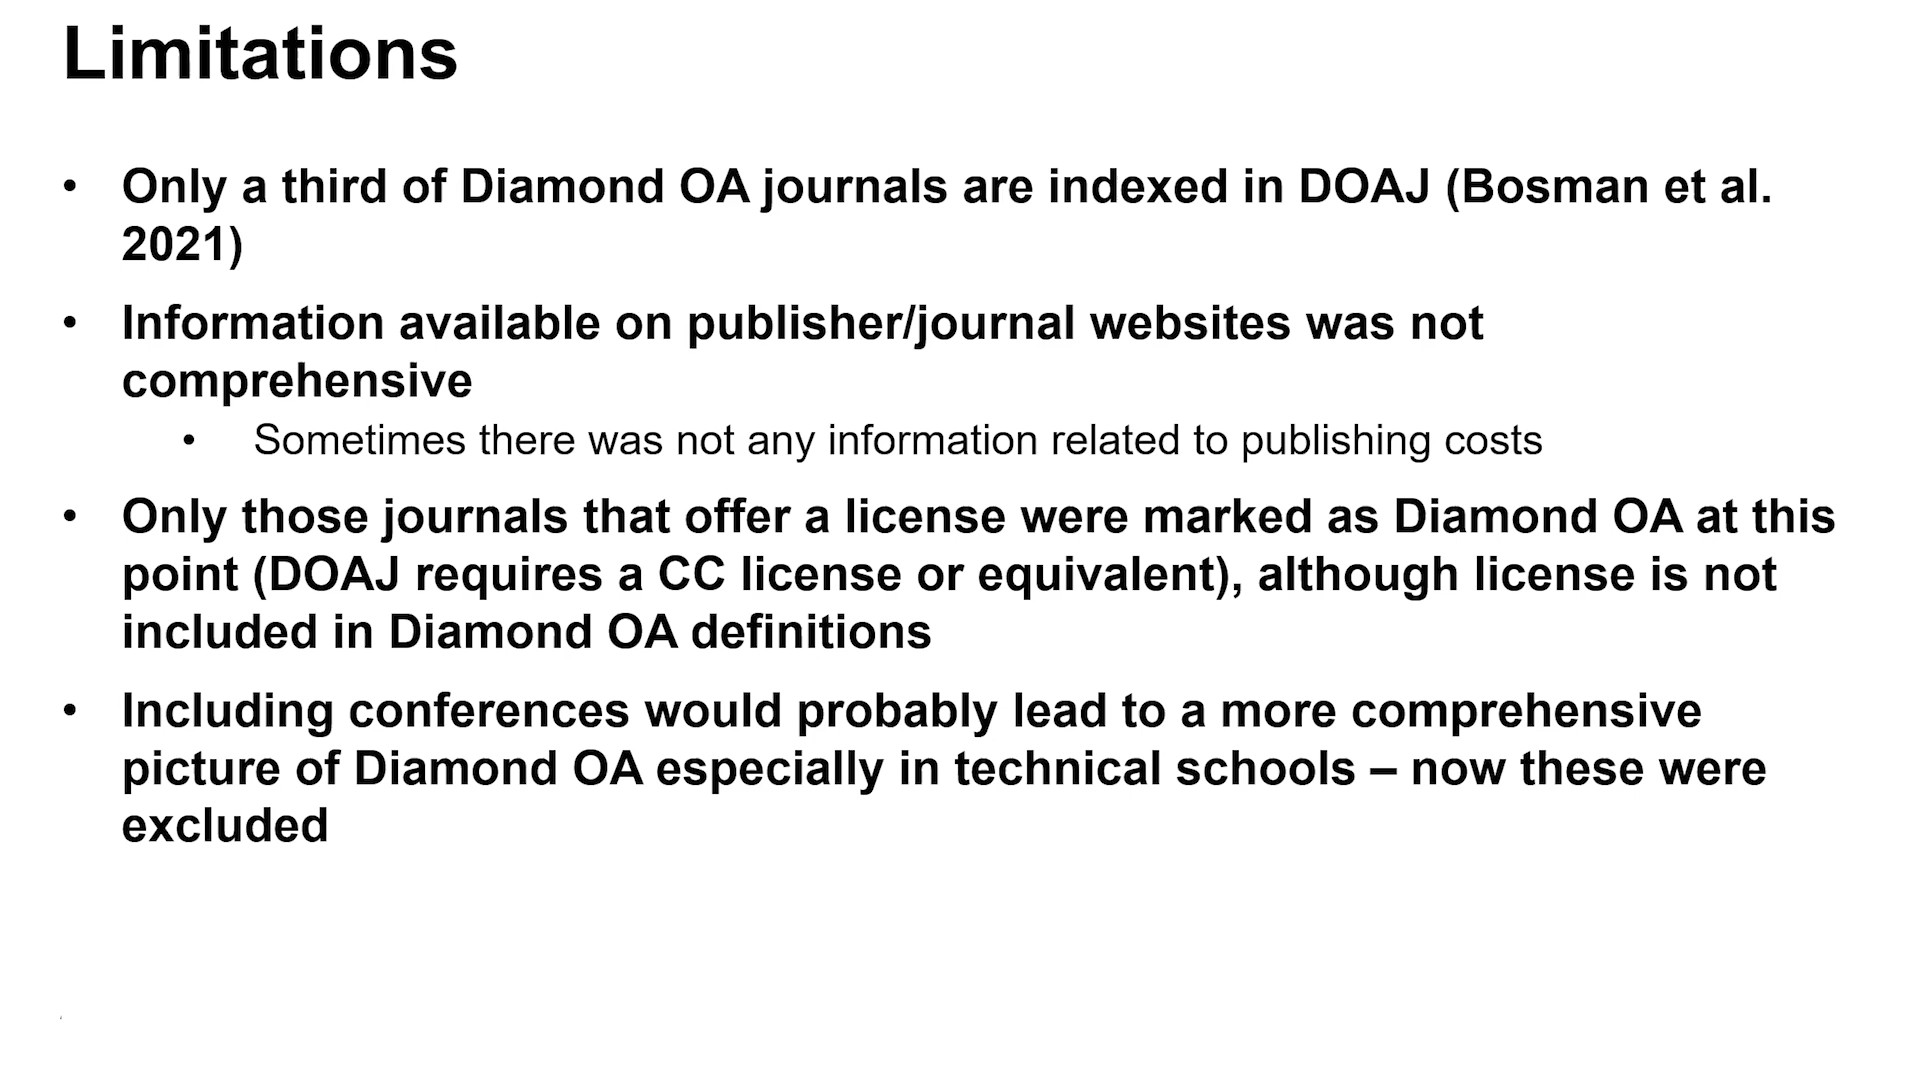 Limitations
• Only a third of Diamond OA journals are indexed in DOAJ (Bosman et al.
2021)
• Information available on publisher/journal websites was not
comprehensive
• Sometimes there was not any information related to publishing costs
• Only those journals that offer a license were marked as Diamond OA at this
point (DOAJ requires a CC license or equivalent), although license is not
included in Diamond OA definitions
• Including conferences would probably lead to a more comprehensive
picture of Diamond OA especially in technical schools – now these were
excluded